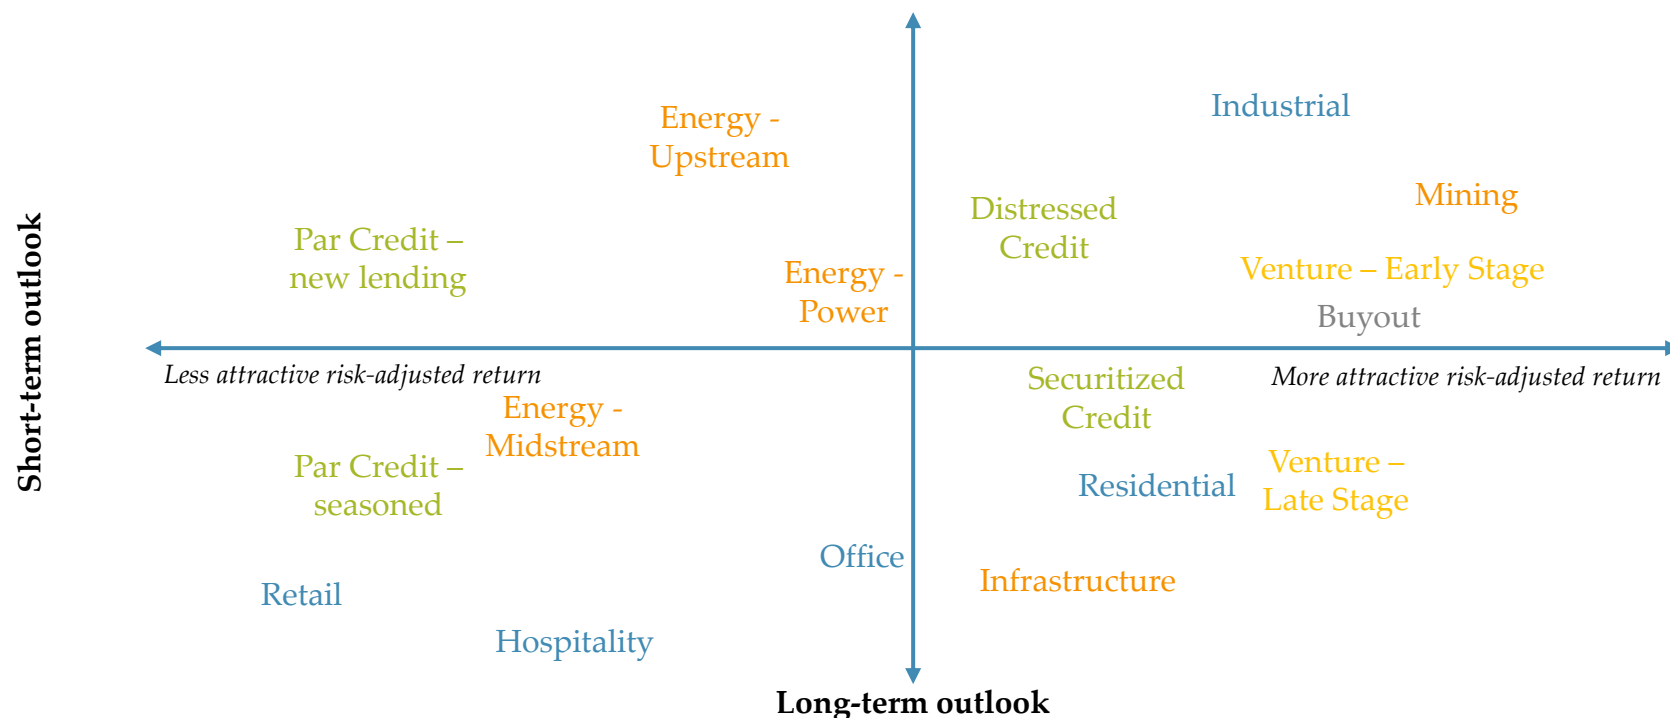 Industrial
Energy -
Upstream
Mining
Distressed
Credit
Par Credit –
new lending
Venture – Early Stage
Energy -
Power
Buyout
Short-term outlook
Less attractive risk-adjusted return
More attractive risk-adjusted return
Securitized
Credit
Energy -
Midstream
Par Credit –
seasoned
Venture –
Late Stage
Residential
Office
Infrastructure
Retail
Hospitality
Long-term outlook